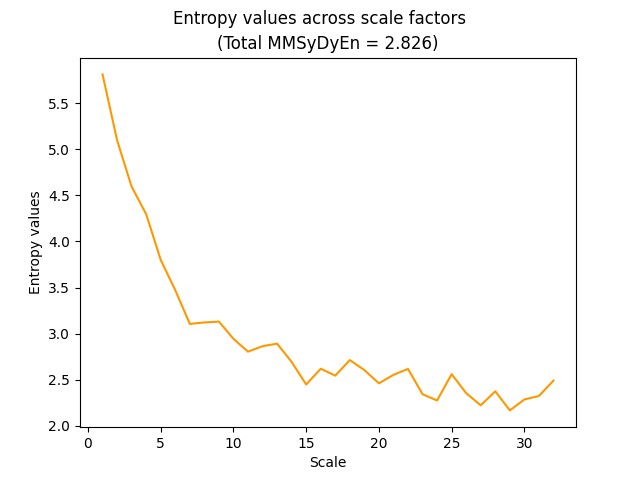 Entropy values across scale factors
(Total MMSyDyEn = 2.826)
Entropy values
5.5
5.0
4.5
4.0
3.5
3.0
2.5
2.0
0 5 10 15 20 25 30
Scale